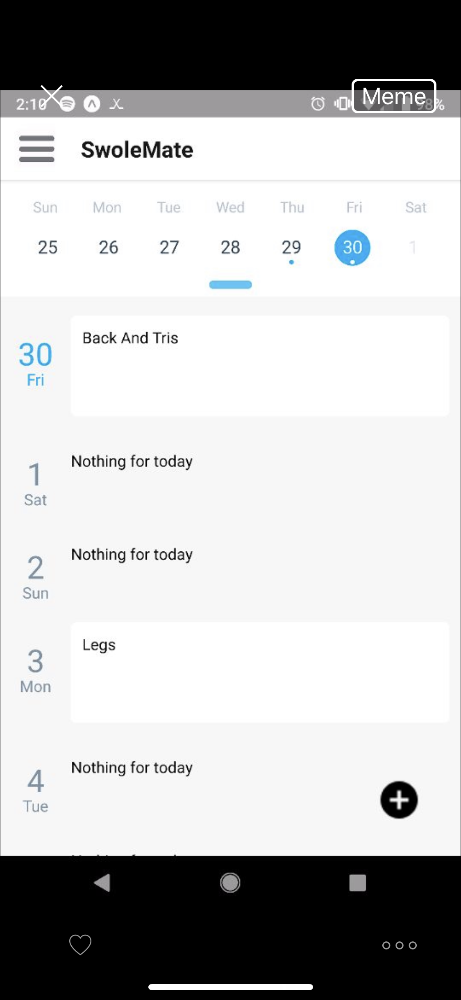 Meme
2:10 98%
SwoleMate
Sun Mon Tue Wed Thu Fri Sat
25 26 27 28 29 30 1
30
Fri
Back And Tris
1
Sat
Nothing for today
2
Sun
Nothing for today
3
Mon
Legs
4
Tue
Nothing for today